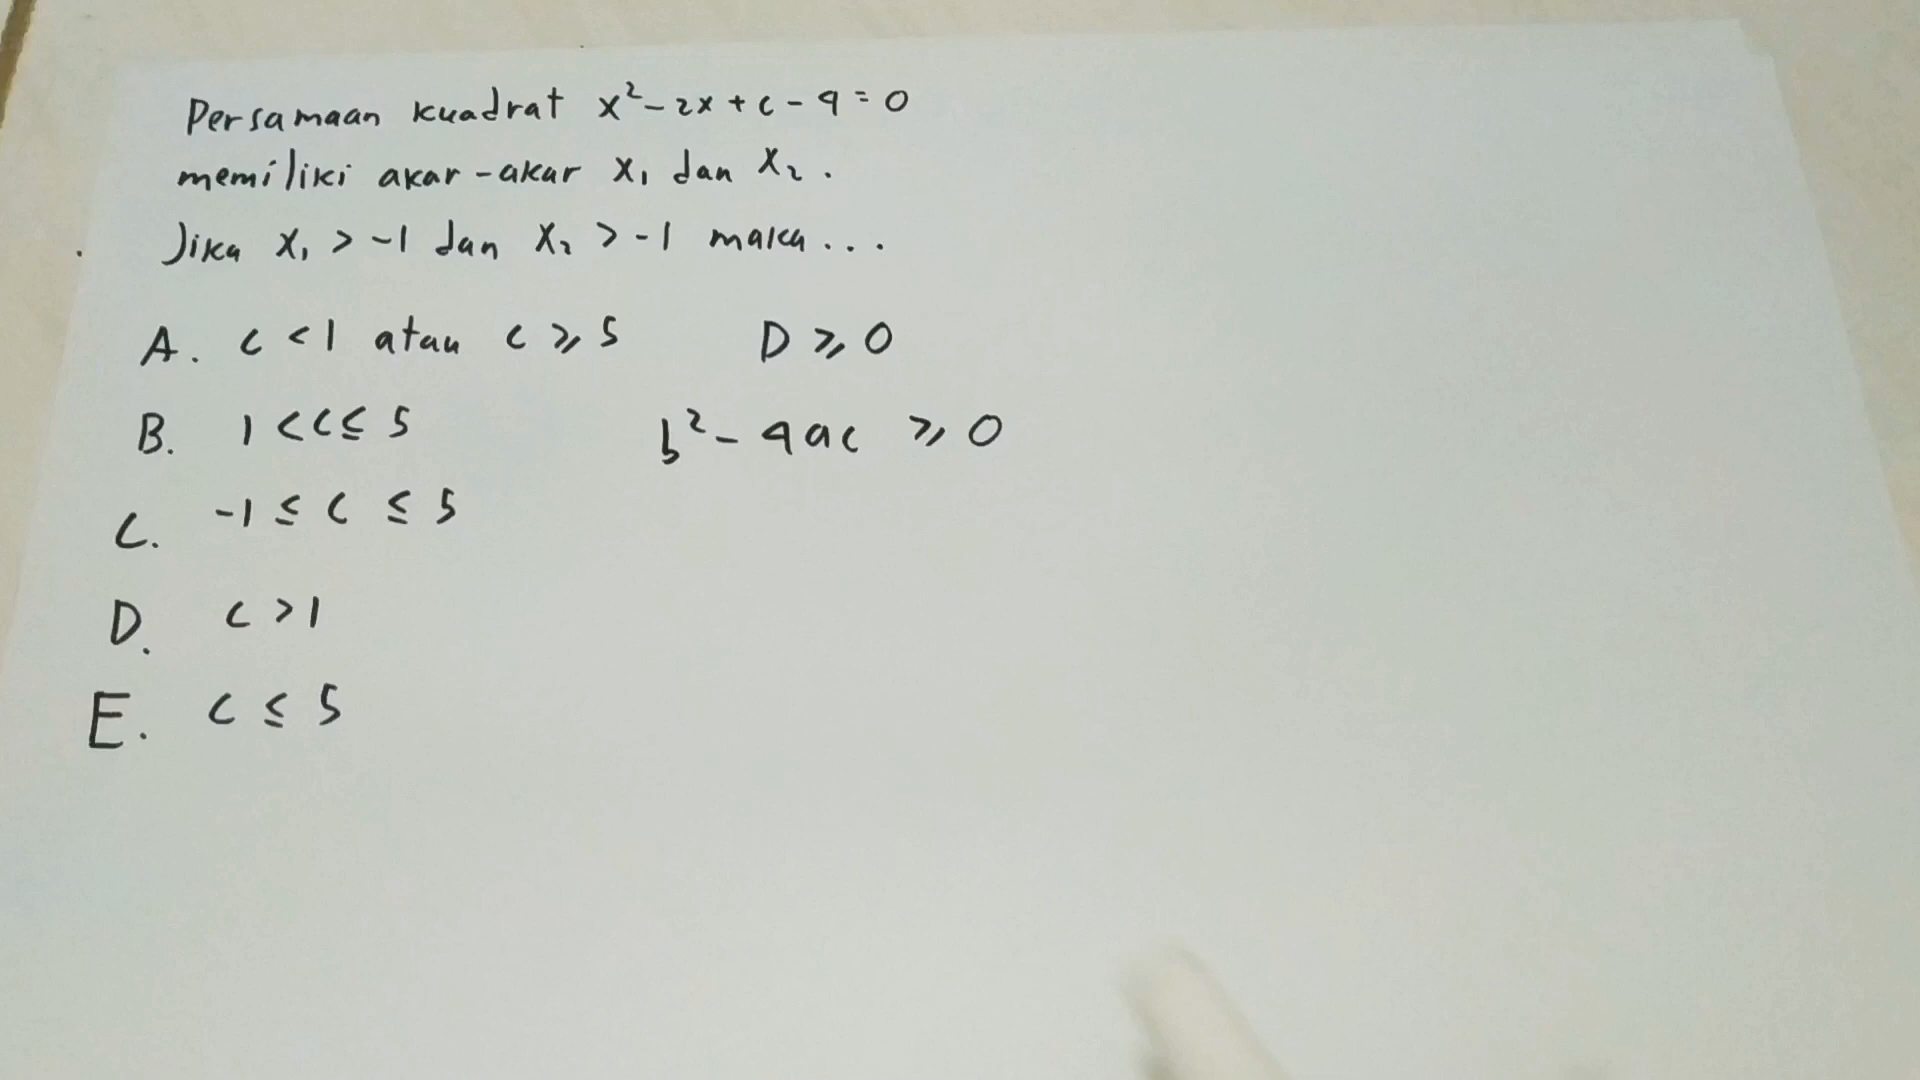 Persamaan kuadrat x² - 2x + c - 4 = 0
memiliki akar-akar x₁ dan x₂.
Jika x₁ > -1 dan x₂ > -1 maka...
A. c < 1 atau c ⩾ 5
D ⩾ 0
B. 1 < c ≤ 5
b² - 4ac ⩾ 0
C. -1 ≤ c ≤ 5
D. c > 1
E. c ≤ 5